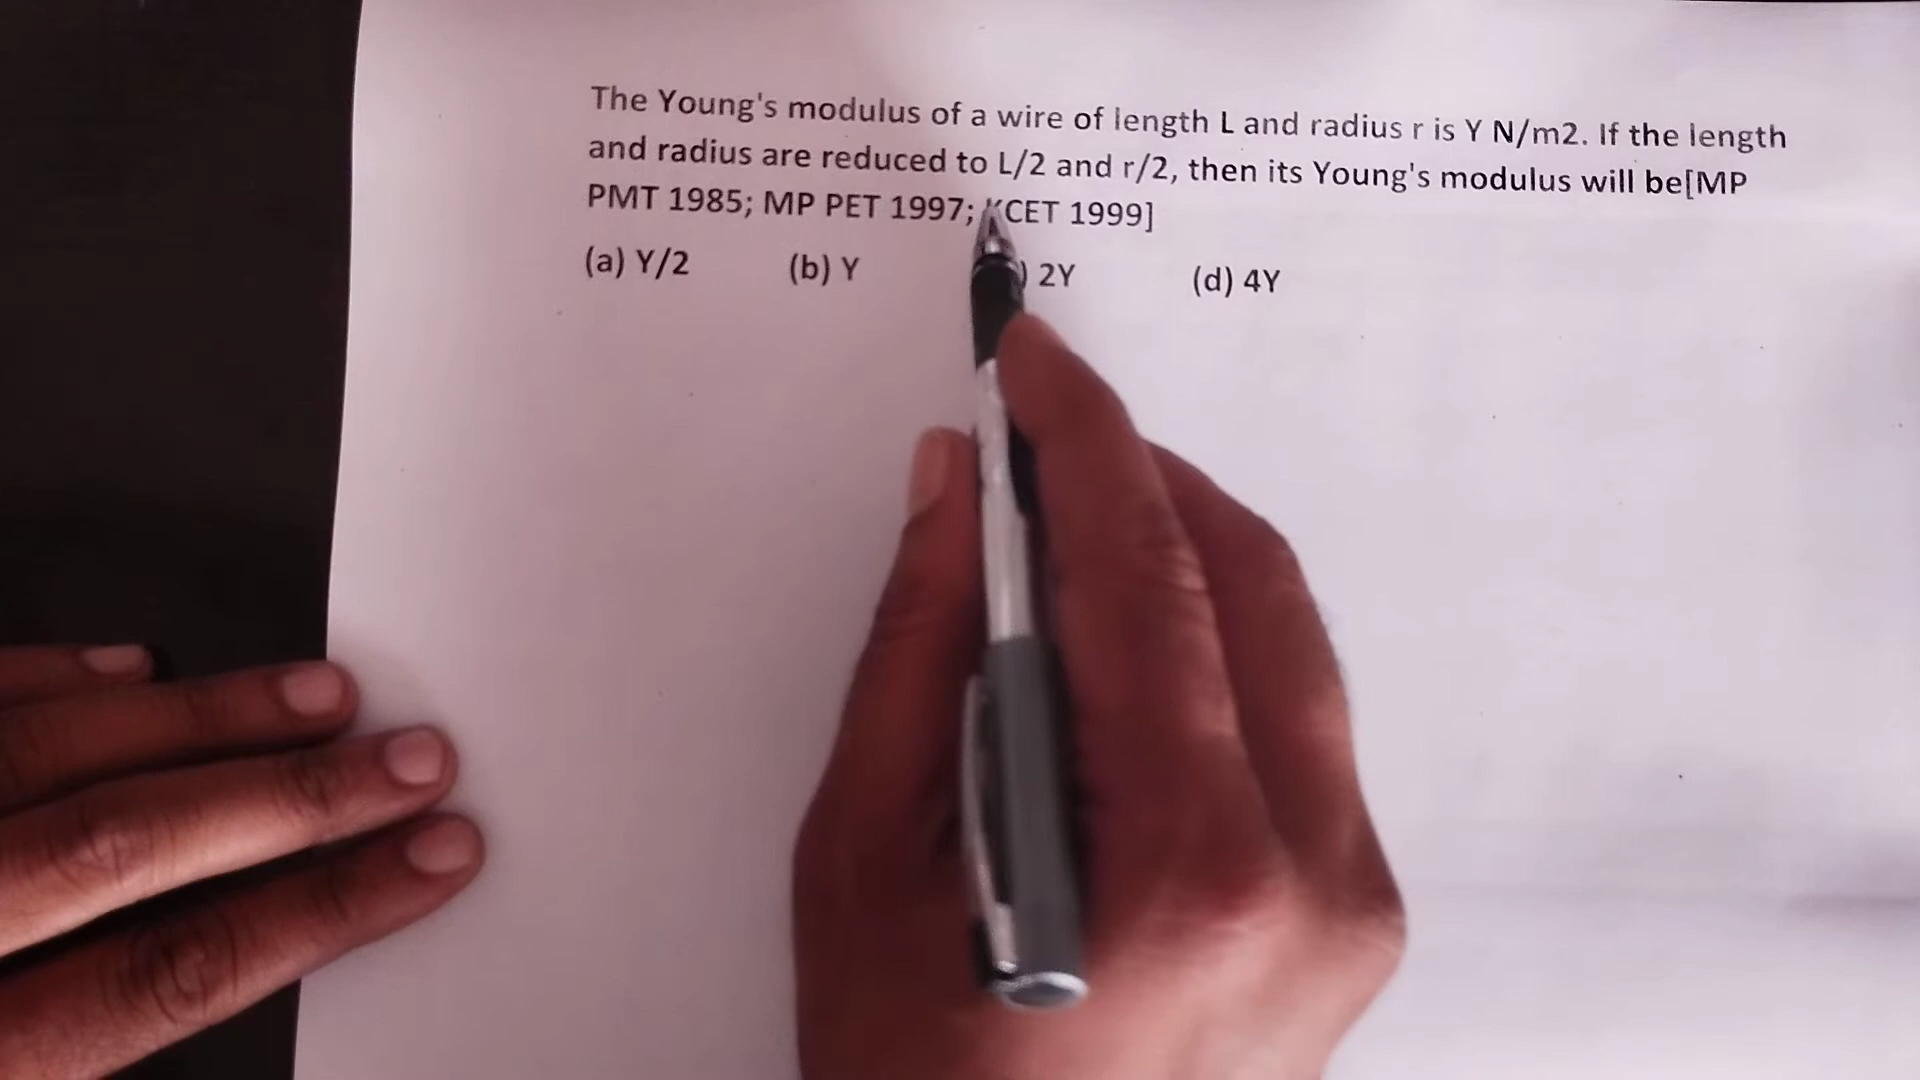 The Young's modulus of a wire of length L and radius r is Y N/m2. If the length
and radius are reduced to L/2 and r/2, then its Young's modulus will be[MP
PMT 1985; MP PET 1997; KCET 1999]
(a) Y/2 (b) Y ) 2Y (d) 4Y